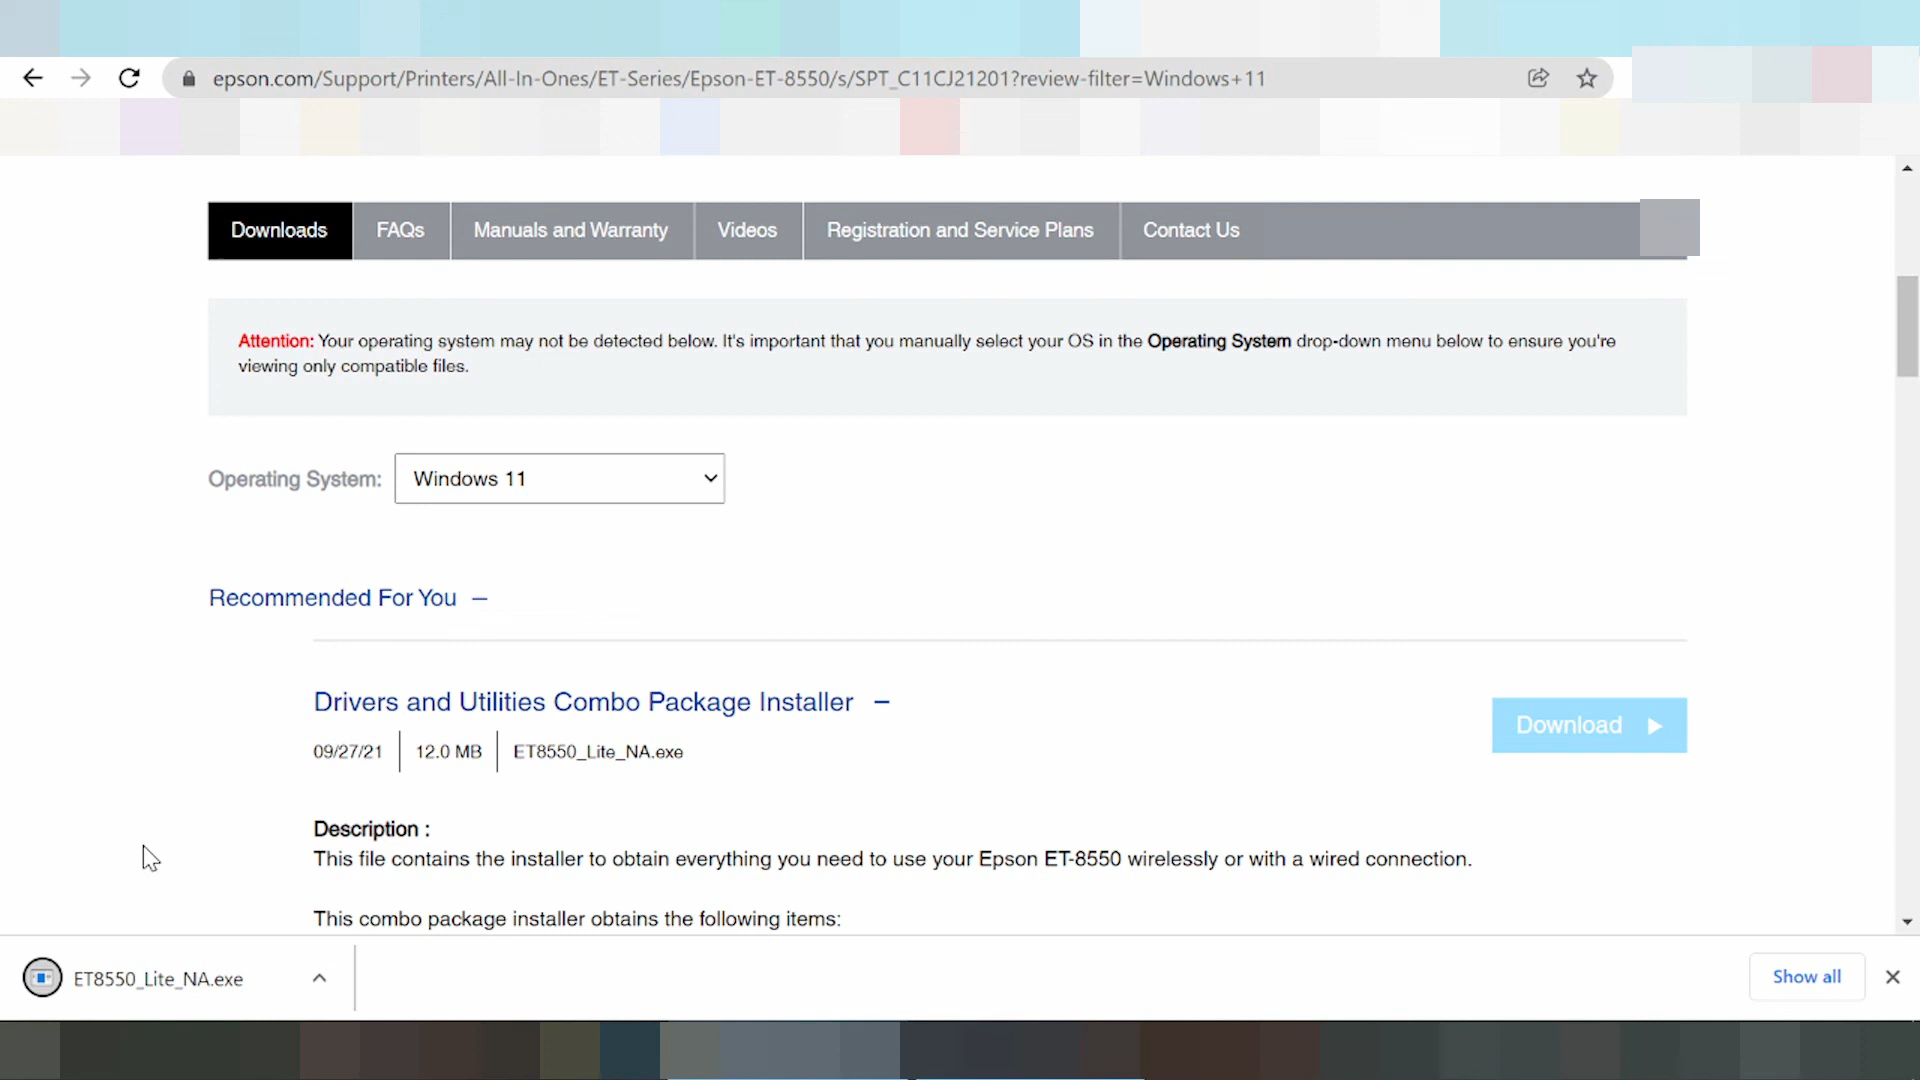 epson.com/Support/Printers/All-In-Ones/ET-Series/Epson-ET-8550/s/SPT_C11CJ21201?review-filter=Windows+11
Downloads FAQs Manuals and Warranty Videos Registration and Service Plans Contact Us
Attention: Your operating system may not be detected below. It's important that you manually select your OS in the Operating System drop-down menu below to ensure you're
viewing only compatible files.
Operating System: Windows 11
Recommended For You –
Drivers and Utilities Combo Package Installer –
09/27/21 12.0 MB ET8550_Lite_NA.exe
Download
Description :
This file contains the installer to obtain everything you need to use your Epson ET-8550 wirelessly or with a wired connection.
This combo package installer obtains the following items:
ET8550_Lite_NA.exe
Show all